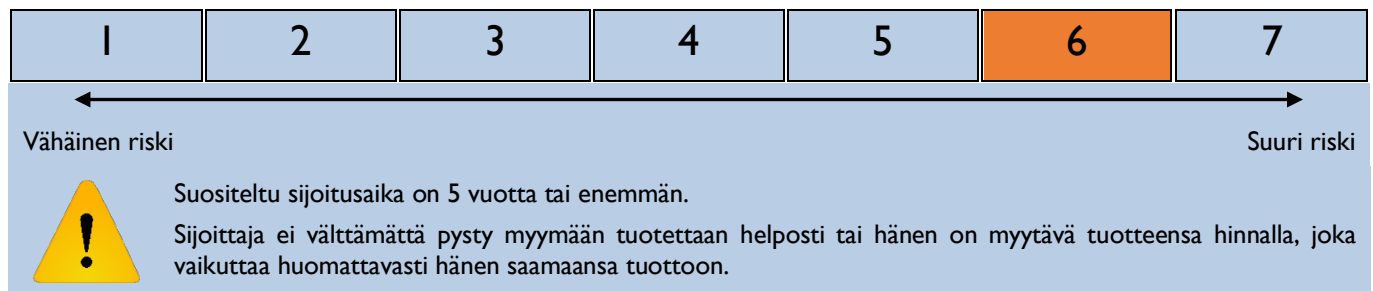 1 2 3 4 5 6 7
Vähäinen riski Suuri riski
Suositeltu sijoitusaika on 5 vuotta tai enemmän.
Sijoittaja ei välttämättä pysty myymään tuotettaan helposti tai hänen on myytävä tuotteensa hinnalla, joka
vaikuttaa huomattavasti hänen saamaansa tuottoon.